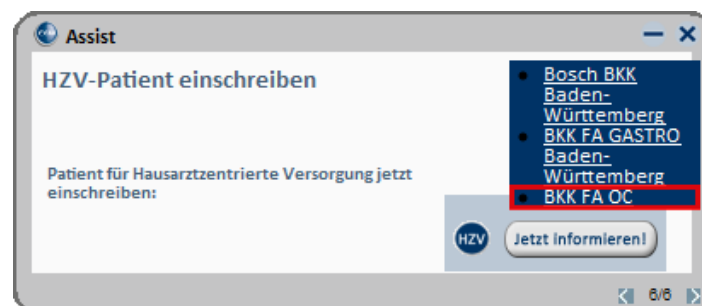 Assist
HZV-Patient einschreiben
Bosch BKK
Baden-
Württemberg
BKK FA GASTRO
Baden-
Württemberg
BKK FA OC
Patient für Hausarztzentrierte Versorgung jetzt
einschreiben:
HZV
Jetzt informieren!
6/6